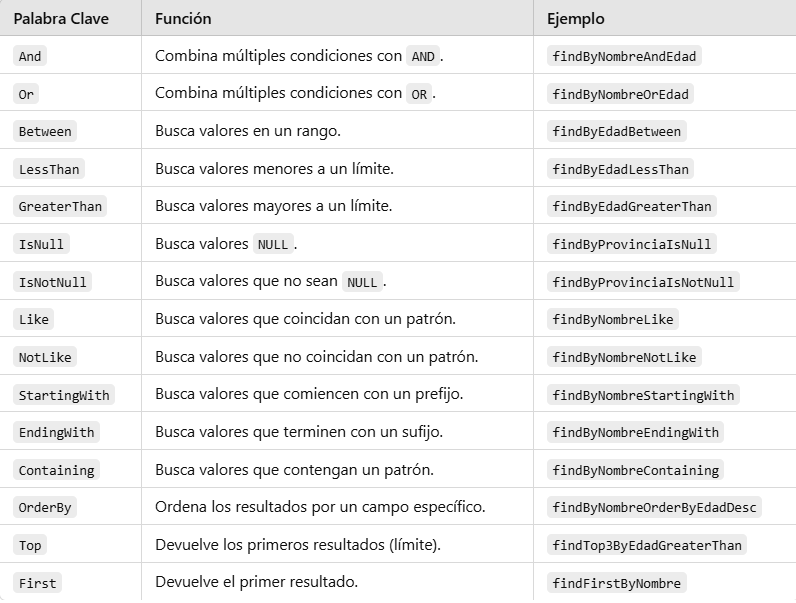 Palabra Clave Función Ejemplo
And Combina múltiples condiciones con AND. findByNombreAndEdad
Or Combina múltiples condiciones con OR. findByNombreOrEdad
Between Busca valores en un rango. findByEdadBetween
LessThan Busca valores menores a un límite. findByEdadLessThan
GreaterThan Busca valores mayores a un límite. findByEdadGreaterThan
IsNull Busca valores NULL. findByProvinciaIsNull
IsNotNull Busca valores que no sean NULL. findByProvinciaIsNotNull
Like Busca valores que coincidan con un patrón. findByNombreLike
NotLike Busca valores que no coincidan con un patrón. findByNombreNotLike
StartingWith Busca valores que comiencen con un prefijo. findByNombreStartingWith
EndingWith Busca valores que terminen con un sufijo. findByNombreEndingWith
Containing Busca valores que contengan un patrón. findByNombreContaining
OrderBy Ordena los resultados por un campo específico. findByNombreOrderByEdadDesc
Top Devuelve los primeros resultados (límite). findTop3ByEdadGreaterThan
First Devuelve el primer resultado. findFirstByNombre